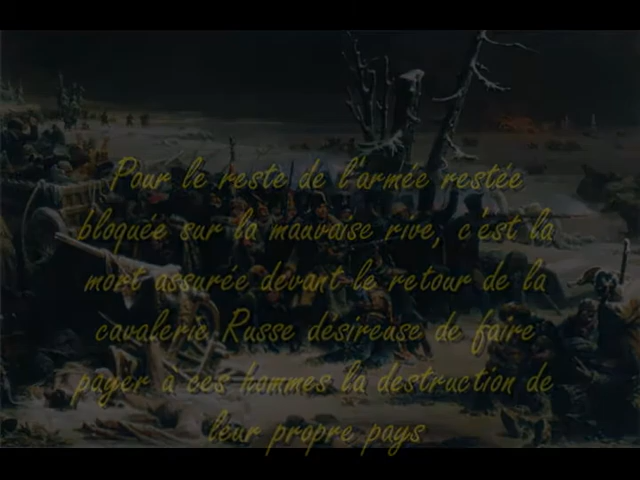 Pour le reste de l'armée restée
bloquée sur la mauvaise rive, c'est la
mort assurée devant le retour de la
cavalerie Russe désireuse de faire
payer a ces hommes la destruction de
leur propre pays